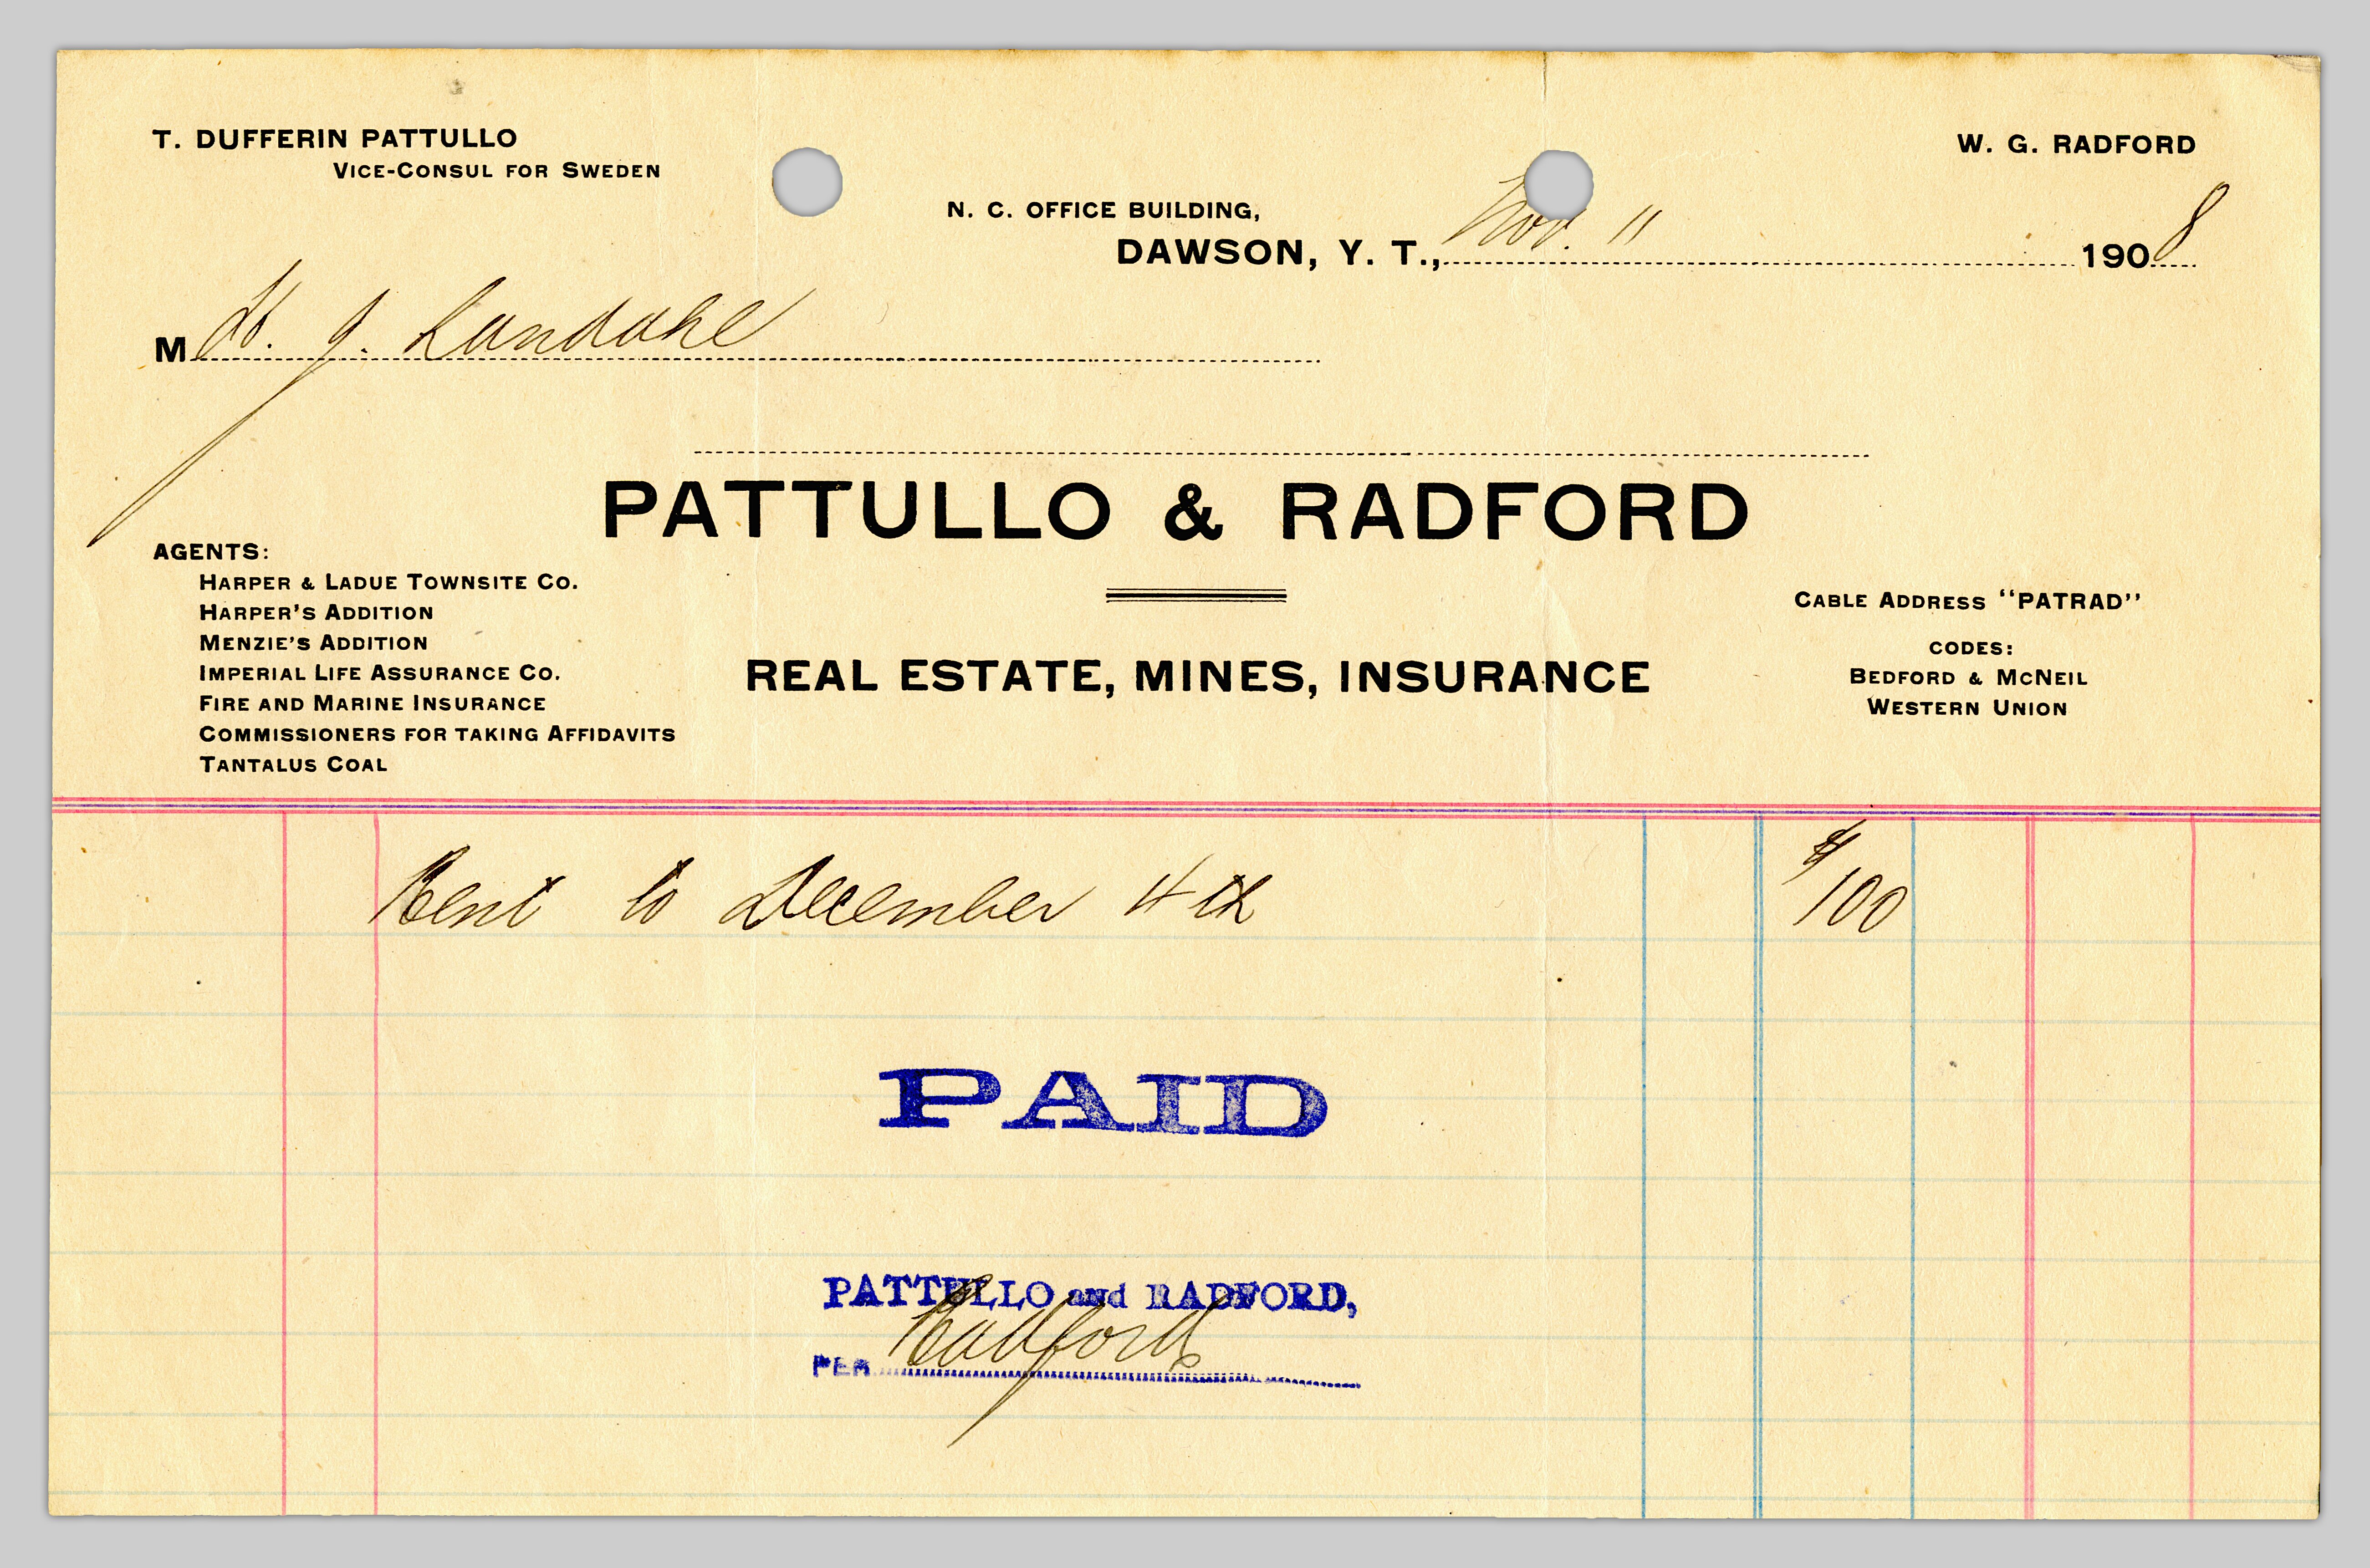 T. DUFFERIN PATTULLO
VICE-CONSUL FOR SWEDEN
W. G. RADFORD
N. C. OFFICE BUILDING,
DAWSON, Y. T., Nov. 11 1908
M J. Landahl
PATTULLO & RADFORD
AGENTS:
HARPER & LADUE TOWNSITE CO.
HARPER'S ADDITION
MENZIE'S ADDITION
IMPERIAL LIFE ASSURANCE CO.
FIRE AND MARINE INSURANCE
COMMISSIONERS FOR TAKING AFFIDAVITS
TANTALUS COAL
REAL ESTATE, MINES, INSURANCE
CABLE ADDRESS "PATRAD"
CODES:
BEDFORD & MCNEIL
WESTERN UNION
Rent to December 4th $100
PAID
PATTULLO and RADFORD,
PER Radford